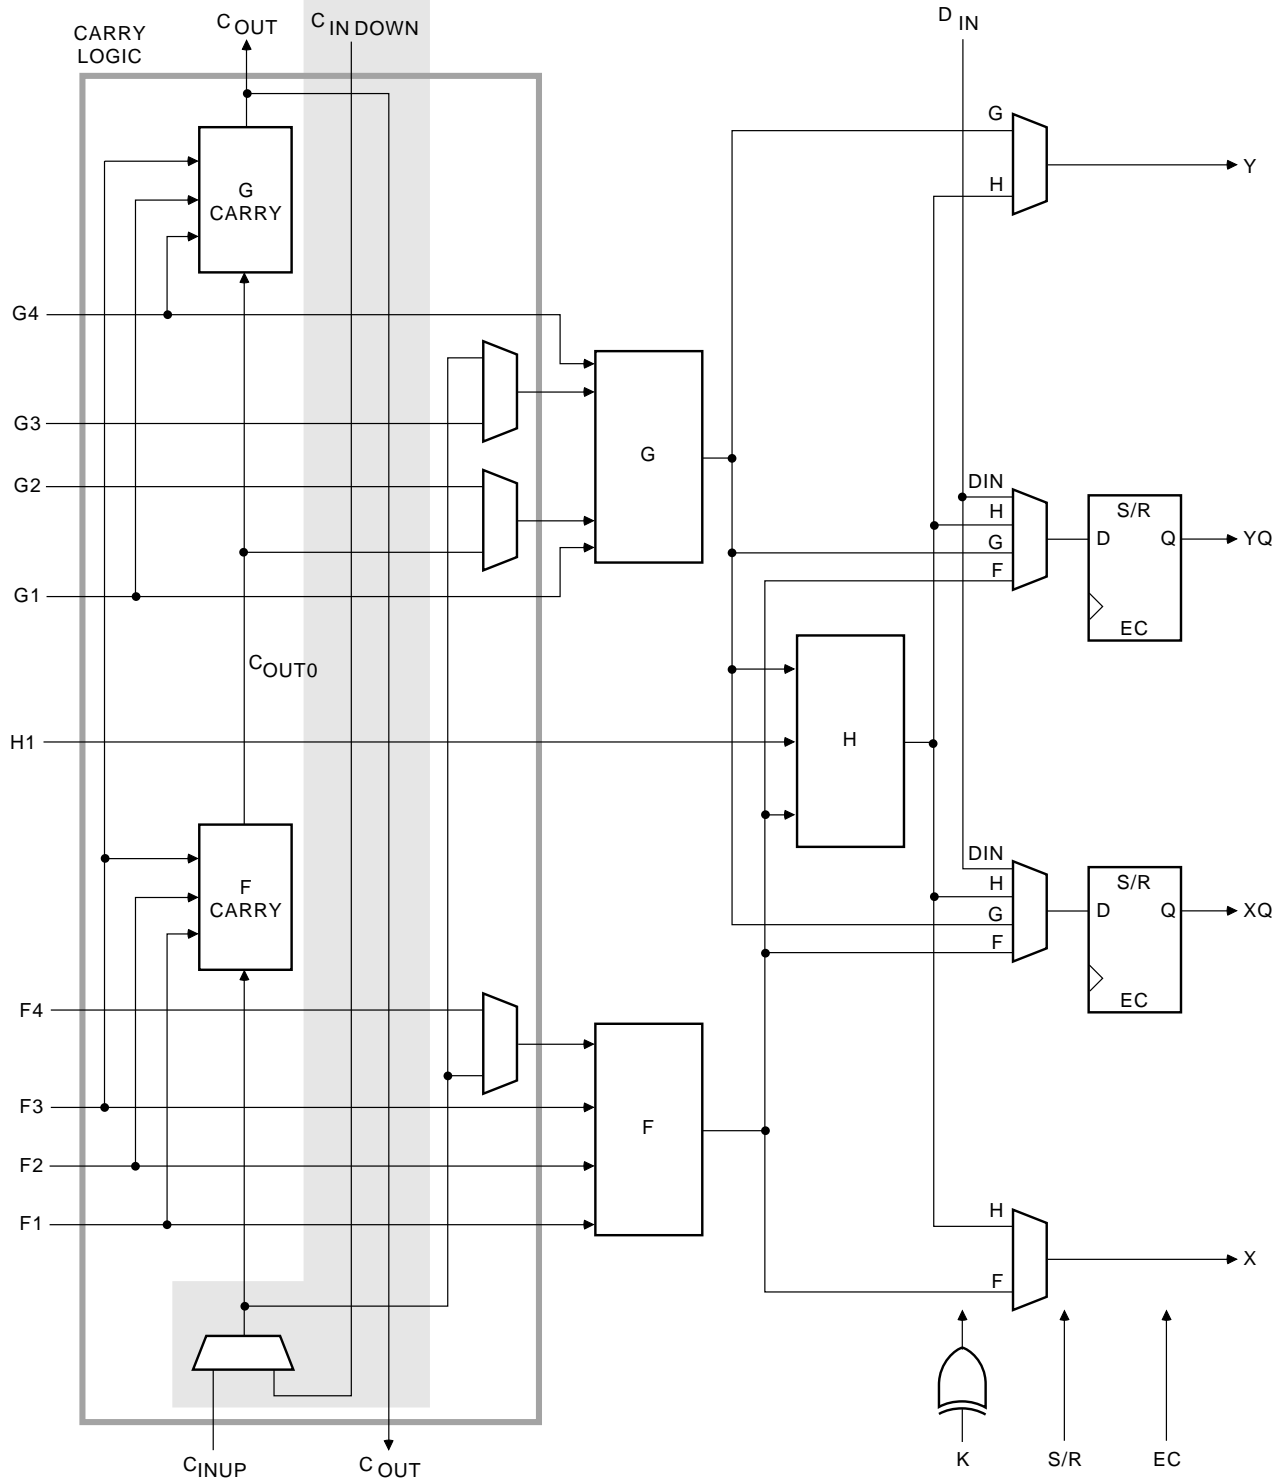 CARRY
LOGIC
C OUT
C IN DOWN
D IN
G
CARRY
G
H
Y
G4
G3
G2
G1
G
DIN
H
G
F
S/R
D
Q
EC
YQ
C OUT0
H1
H
F
CARRY
DIN
H
G
F
S/R
D
Q
EC
XQ
F4
F3
F2
F1
F
H
F
X
C INUP
C OUT
K
S/R
EC